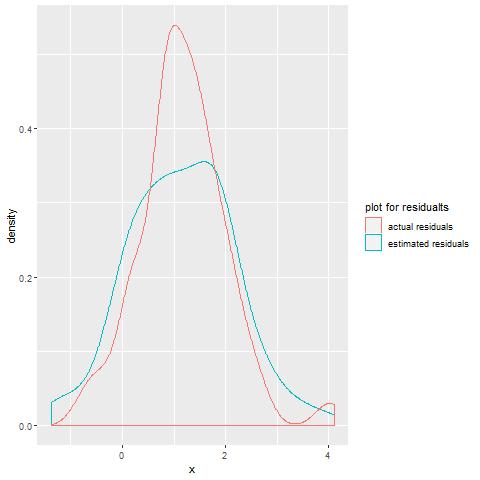 0.4
0.2
0.0
density
0
2
4
x
plot for residualts
actual residuals
estimated residuals